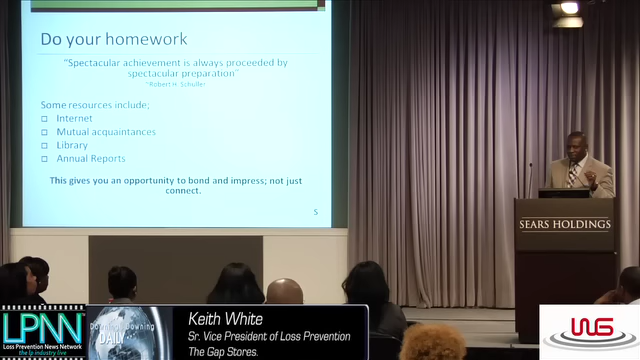 Do your homework
"Spectacular achievement is always proceeded by
spectacular preparation"
~Robert H. Schuller
Some resources include;
Internet
Mutual acquaintances
Library
Annual Reports
This gives you an opportunity to bond and impress; not just
connect.
5
SEARS HOLDINGS
LPNN
Loss Prevention News Network
the lp industry live
DAILY
Keith White
Sr. Vice President of Loss Prevention
The Gap Stores.